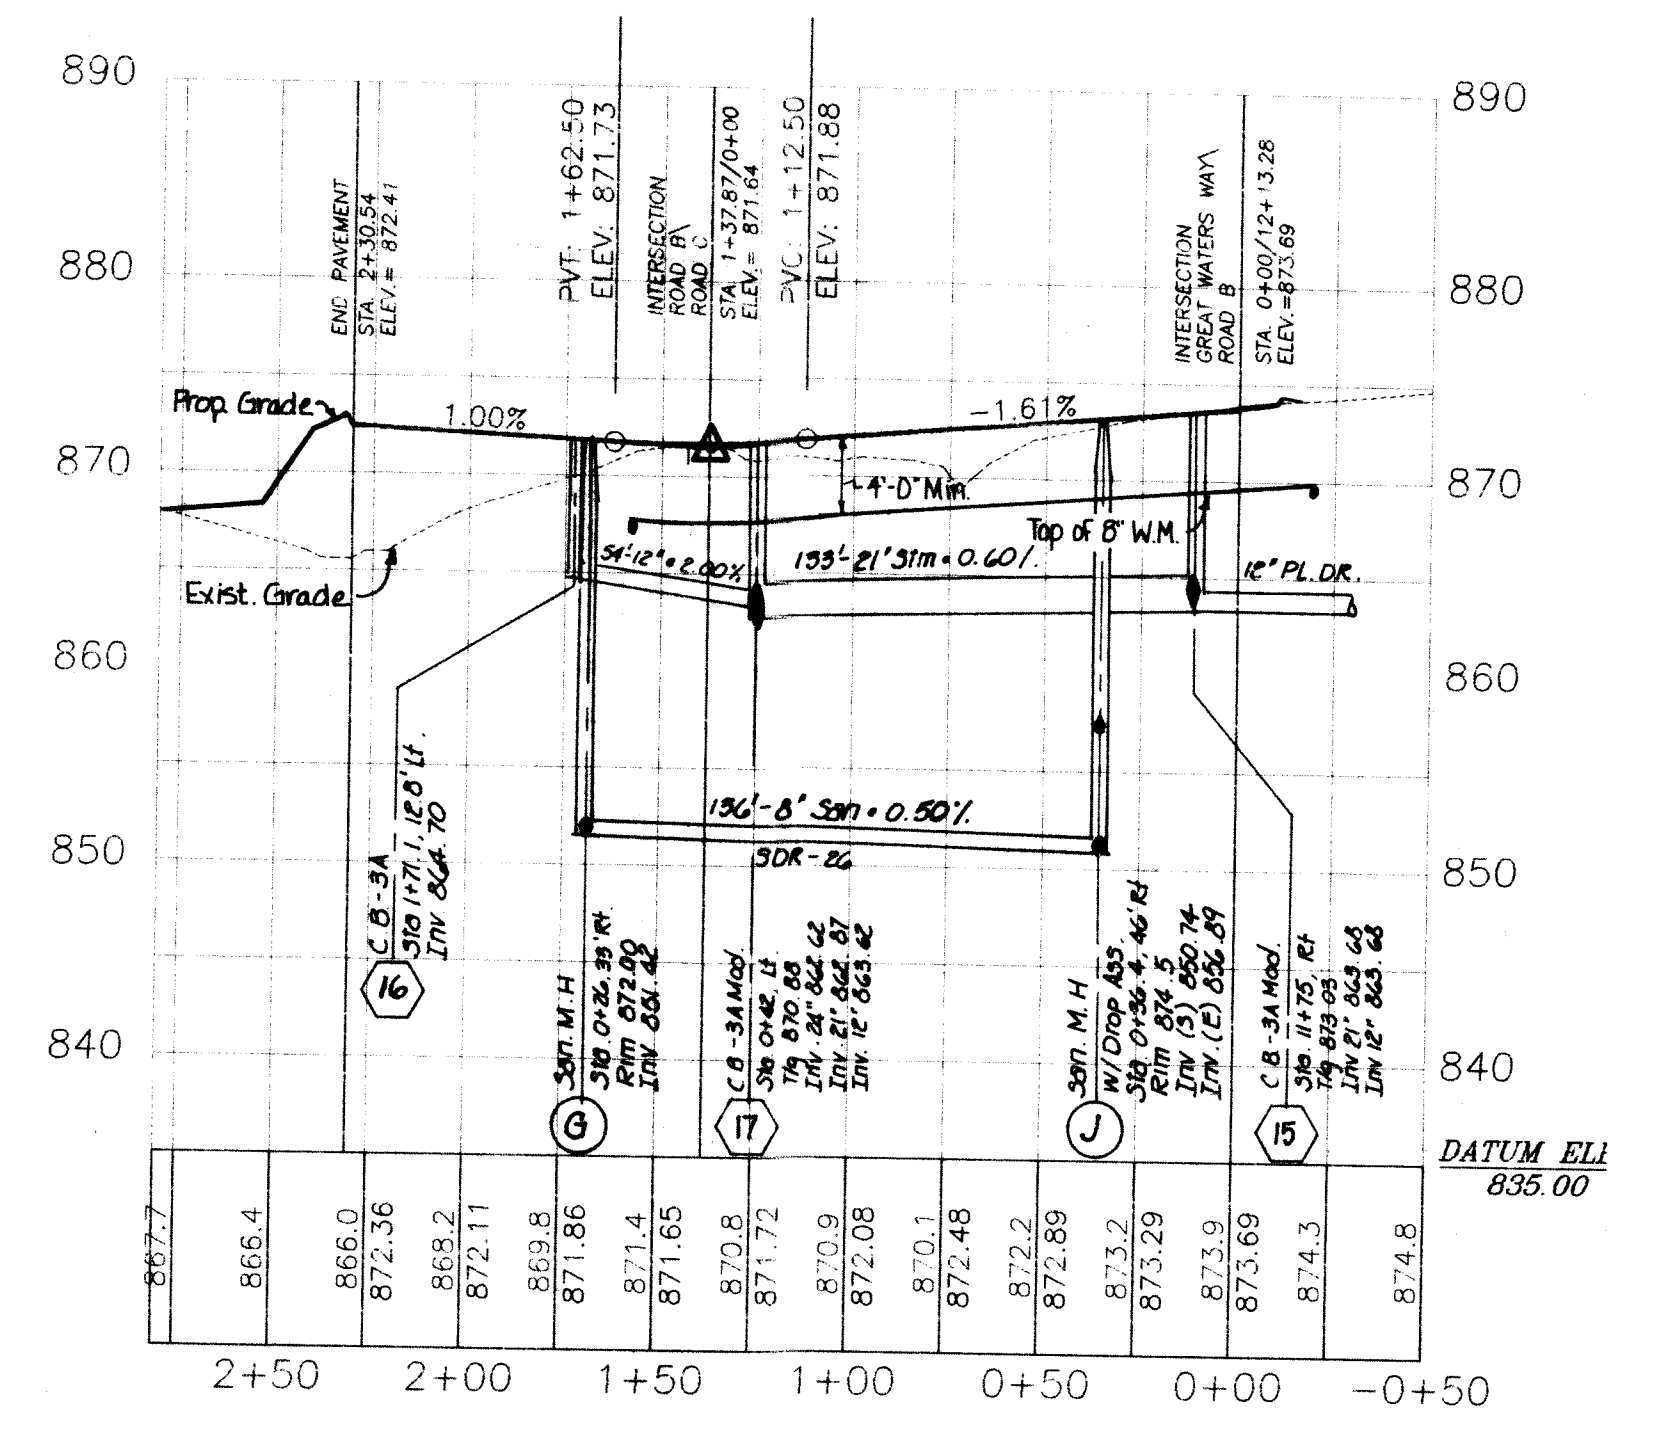 890
880
870
860
850
840
890
880
870
860
850
840
END PAVEMENT
STA. 2+30.54
ELEV.= 872.41
PVT: 1+62.50
ELEV: 871.73
INTERSECTION
ROAD B\
ROAD C
STA. 1+37.87/0+00
ELEV.= 871.64
PVC: 1+12.50
ELEV: 871.88
INTERSECTION
GREAT WATERS WAY\
ROAD B
STA. 0+00/12+13.28
ELEV.=873.69
Prop. Grade
1.00%
-1.61%
4'-0" Min.
Top of 8" W.M.
54'-12" @ 2.00%
133'-21" Stm @ 0.60%
12" PL. DR.
Exist. Grade
136'-8" San @ 0.50%
SDR-26
CB-3A
Sta 1+71.1, 12.8' Lt.
Inv 864.70
16
San. M.H
Sta. 0+26, 33' Rt.
Rim 872.00
Inv. 851.42
G
CB-3A Mod.
Sta 0+42, Lt
T/g 870.88
Inv. 24" 862.62
Inv. 21" 862.87
Inv. 12" 863.62
17
San. M.H
W/Drop Ass.
Sta. 0+36.4, 46' Rt
Rim 874.5
Inv (S) 850.74
Inv. (E) 856.89
J
CB-3A Mod.
Sta. 11+75, Rt
T/g 873.03
Inv 21" 863.68
Inv 12" 863.68
15
DATUM
835.00
867.7
866.4
866.0
872.36
868.2
872.11
869.8
871.86
871.4
871.65
870.8
871.72
870.9
872.08
870.1
872.48
872.2
872.89
873.2
873.29
873.9
873.69
874.3
874.8
2+50
2+00
1+50
1+00
0+50
0+00
-0+50